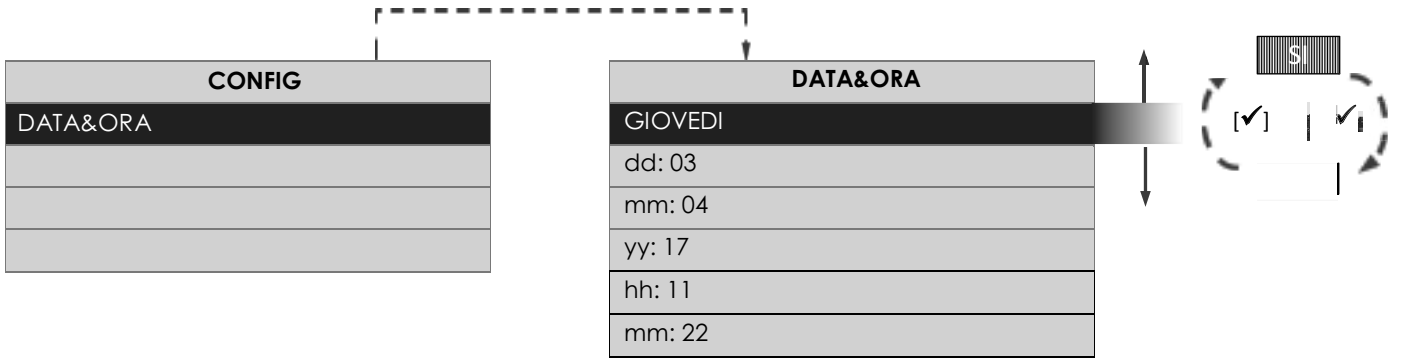 CONFIG
DATA&ORA
DATA&ORA
GIOVEDI
dd: 03
mm: 04
yy: 17
hh: 11
mm: 22
SI
[✔]
✔